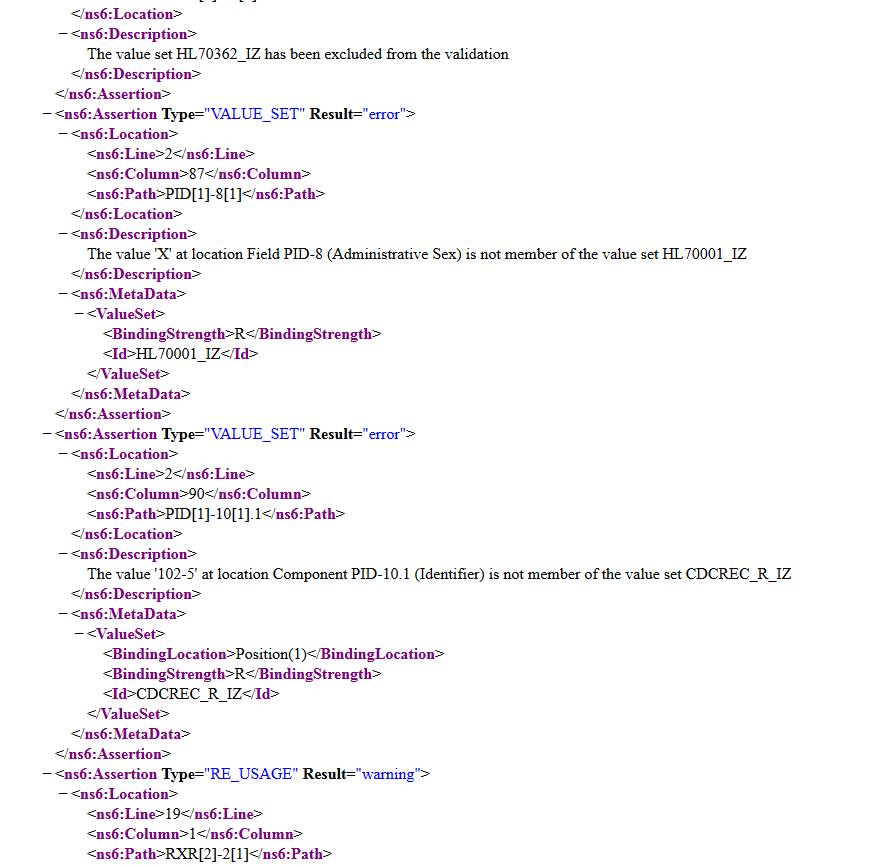 </ns6:Location>
− <ns6:Description>
The value set HL70362_IZ has been excluded from the validation
</ns6:Description>
</ns6:Assertion>
− <ns6:Assertion Type="VALUE_SET" Result="error">
− <ns6:Location>
<ns6:Line>2</ns6:Line>
<ns6:Column>87</ns6:Column>
<ns6:Path>PID[1]-8[1]</ns6:Path>
</ns6:Location>
− <ns6:Description>
The value 'X' at location Field PID-8 (Administrative Sex) is not member of the value set HL70001_IZ
</ns6:Description>
− <ns6:MetaData>
− <ValueSet>
<BindingStrength>R</BindingStrength>
<Id>HL70001_IZ</Id>
</ValueSet>
</ns6:MetaData>
</ns6:Assertion>
− <ns6:Assertion Type="VALUE_SET" Result="error">
− <ns6:Location>
<ns6:Line>2</ns6:Line>
<ns6:Column>90</ns6:Column>
<ns6:Path>PID[1]-10[1].1</ns6:Path>
</ns6:Location>
− <ns6:Description>
The value '102-5' at location Component PID-10.1 (Identifier) is not member of the value set CDCREC_R_IZ
</ns6:Description>
− <ns6:MetaData>
− <ValueSet>
<BindingLocation>Position(1)</BindingLocation>
<BindingStrength>R</BindingStrength>
<Id>CDCREC_R_IZ</Id>
</ValueSet>
</ns6:MetaData>
</ns6:Assertion>
− <ns6:Assertion Type="RE_USAGE" Result="warning">
− <ns6:Location>
<ns6:Line>19</ns6:Line>
<ns6:Column>1</ns6:Column>
<ns6:Path>RXR[2]-2[1]</ns6:Path>